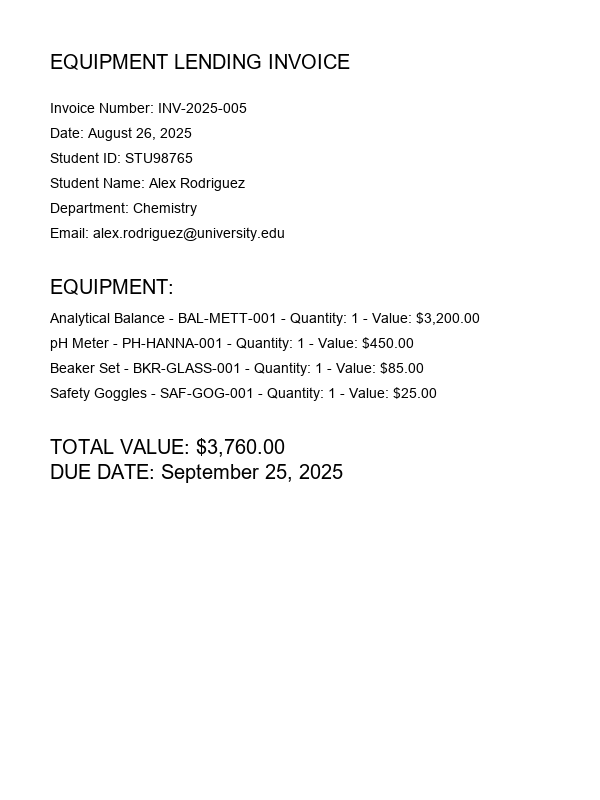 EQUIPMENT LENDING INVOICE
Invoice Number: INV-2025-005
Date: August 26, 2025
Student ID: STU98765
Student Name: Alex Rodriguez
Department: Chemistry
Email: alex.rodriguez@university.edu
EQUIPMENT:
Analytical Balance - BAL-METT-001 - Quantity: 1 - Value: $3,200.00
pH Meter - PH-HANNA-001 - Quantity: 1 - Value: $450.00
Beaker Set - BKR-GLASS-001 - Quantity: 1 - Value: $85.00
Safety Goggles - SAF-GOG-001 - Quantity: 1 - Value: $25.00
TOTAL VALUE: $3,760.00
DUE DATE: September 25, 2025